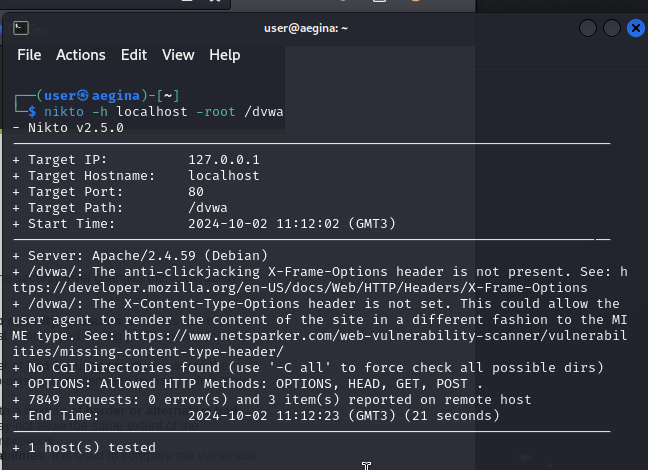 user@aegina: ~
File Actions Edit View Help
┌──(user㉿aegina)-[~]
└─$ nikto -h localhost -root /dvwa
- Nikto v2.5.0
+ Target IP: 127.0.0.1
+ Target Hostname: localhost
+ Target Port: 80
+ Target Path: /dvwa
+ Start Time: 2024-10-02 11:12:02 (GMT3)
+ Server: Apache/2.4.59 (Debian)
+ /dvwa/: The anti-clickjacking X-Frame-Options header is not present. See: h
ttps://developer.mozilla.org/en-US/docs/Web/HTTP/Headers/X-Frame-Options
+ /dvwa/: The X-Content-Type-Options header is not set. This could allow the
user agent to render the content of the site in a different fashion to the MI
ME type. See: https://www.netsparker.com/web-vulnerability-scanner/vulnerabil
ities/missing-content-type-header/
+ No CGI Directories found (use '-C all' to force check all possible dirs)
+ OPTIONS: Allowed HTTP Methods: OPTIONS, HEAD, GET, POST .
+ 7849 requests: 0 error(s) and 3 item(s) reported on remote host
+ End Time: 2024-10-02 11:12:23 (GMT3) (21 seconds)
+ 1 host(s) tested